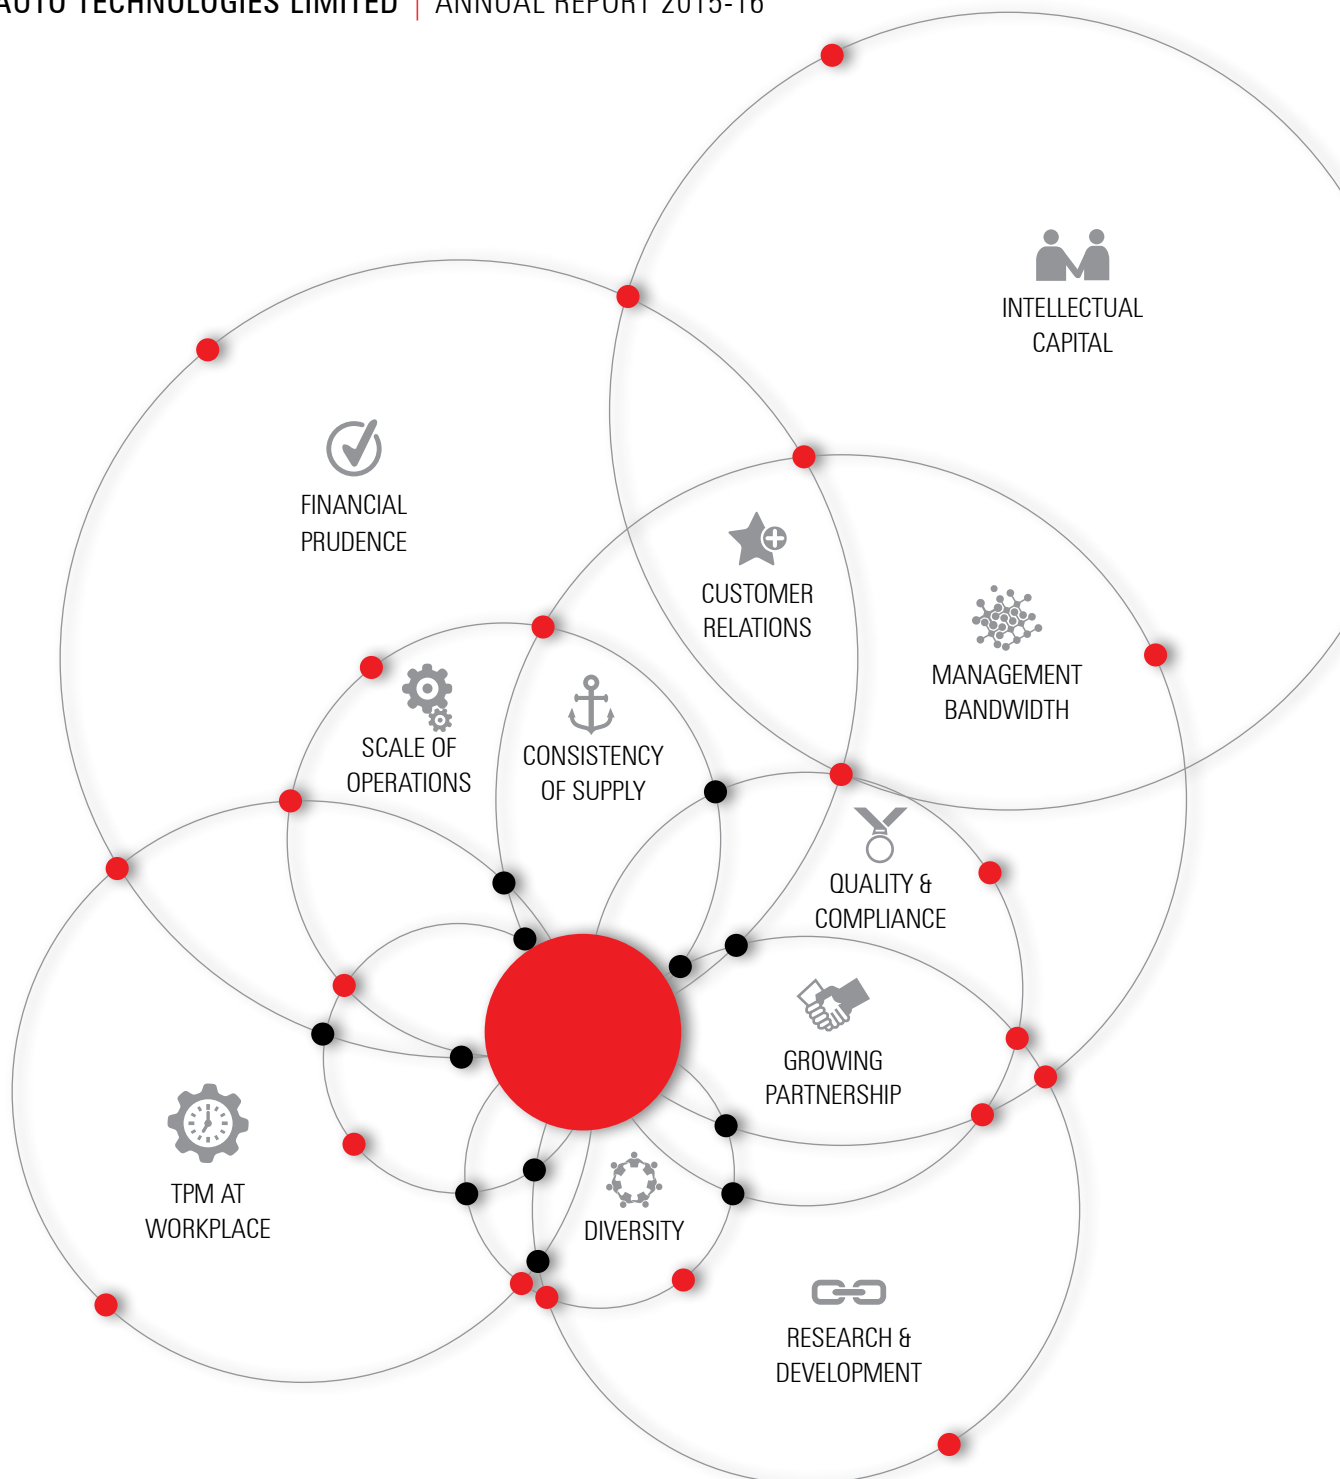 AUTO TECHNOLOGIES LIMITED | ANNUAL REPORT 2015-16
INTELLECTUAL
CAPITAL
FINANCIAL
PRUDENCE
CUSTOMER
RELATIONS
MANAGEMENT
BANDWIDTH
SCALE OF
OPERATIONS
CONSISTENCY
OF SUPPLY
QUALITY &
COMPLIANCE
GROWING
PARTNERSHIP
TPM AT
WORKPLACE
DIVERSITY
RESEARCH &
DEVELOPMENT